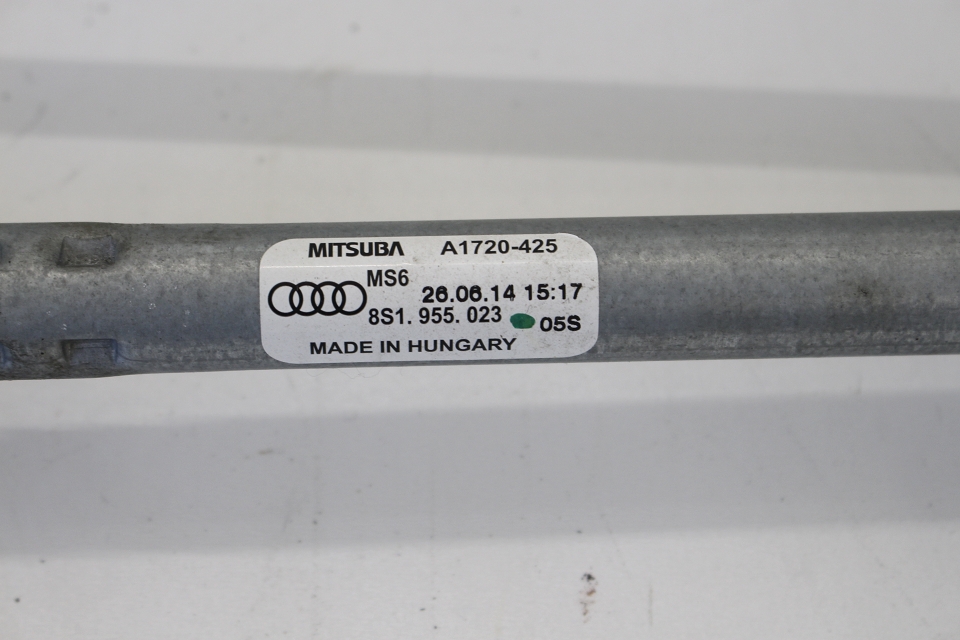 MITSUBA A1720-425
MS6
26.06.14 15:17
8S1. 955. 023 05S
MADE IN HUNGARY